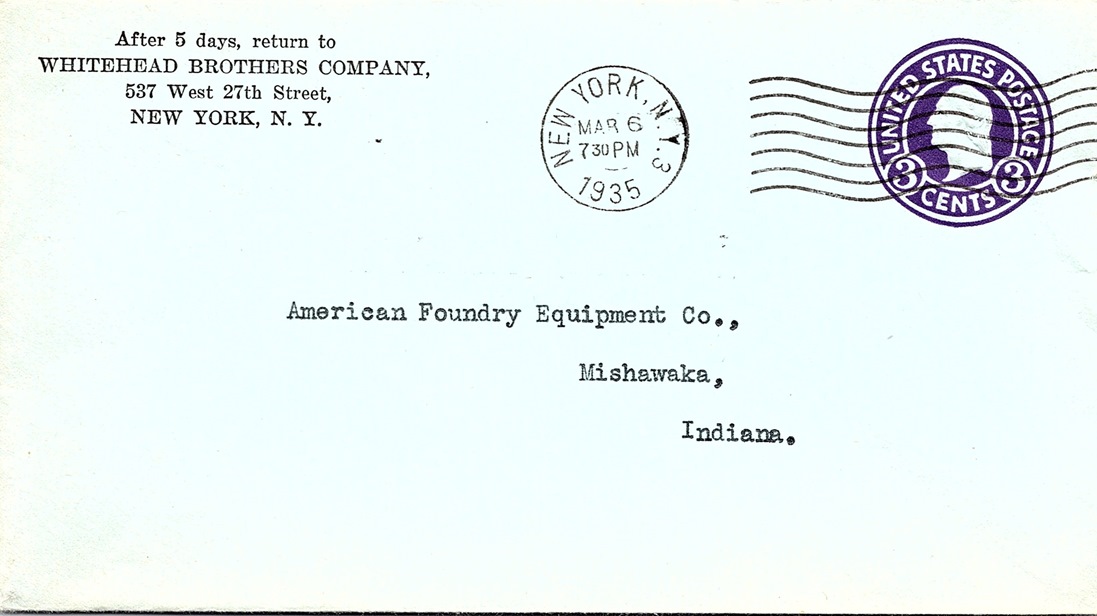 After 5 days, return to
WHITEHEAD BROTHERS COMPANY,
537 West 27th Street,
NEW YORK, N. Y.
NEW YORK, N.Y. 3
MAR 6
730 PM
1935
UNITED STATES POSTAGE
3 3
CENTS
American Foundry Equipment Co.,
Mishawaka,
Indiana.